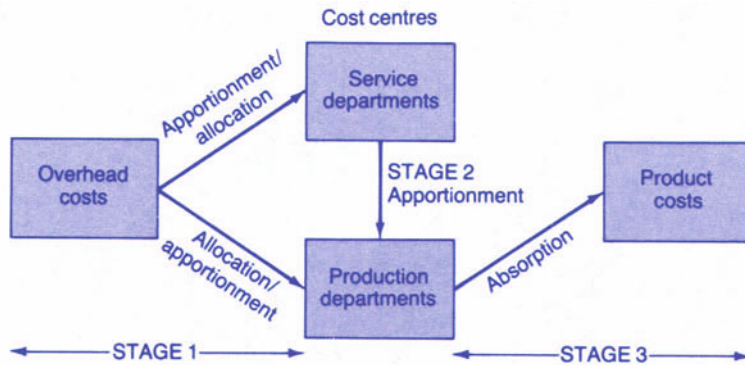 Cost centres
Service
departments
Apportionment/
allocation
Overhead
costs
STAGE 2
Apportionment
Product
costs
Allocation/
apportionment
Production
departments
Absorption
STAGE 1
STAGE 3